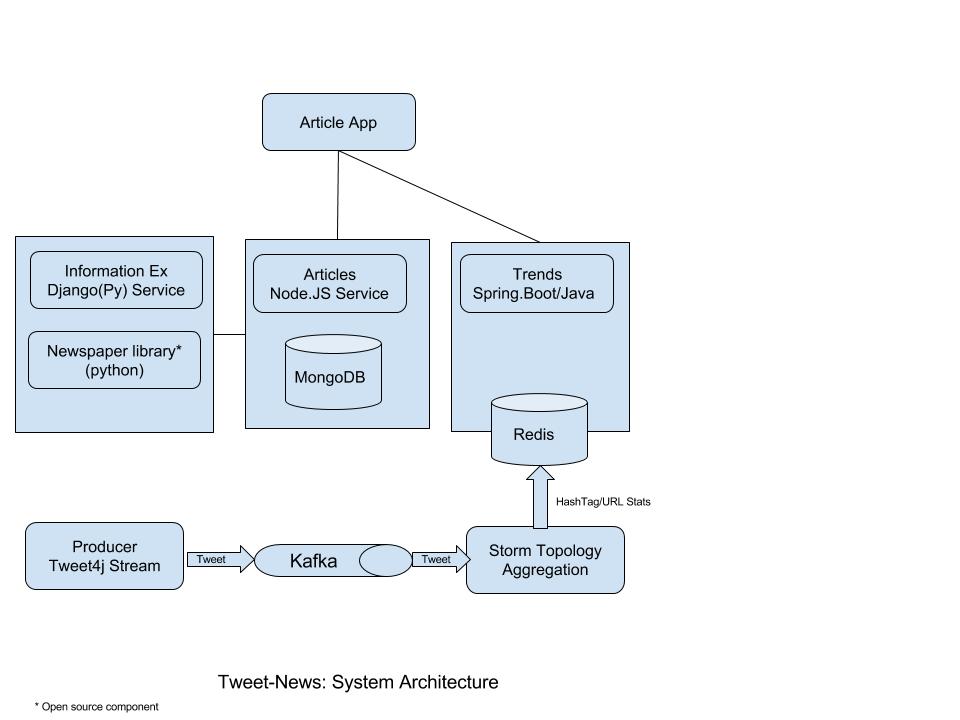 Article App
Information Ex
Django(Py) Service
Newspaper library*
(python)
Articles
Node.JS Service
MongoDB
Trends
Spring.Boot/Java
Redis
HashTag/URL Stats
Producer
Tweet4j Stream
Tweet
Kafka
Tweet
Storm Topology
Aggregation
Tweet-News: System Architecture
* Open source component